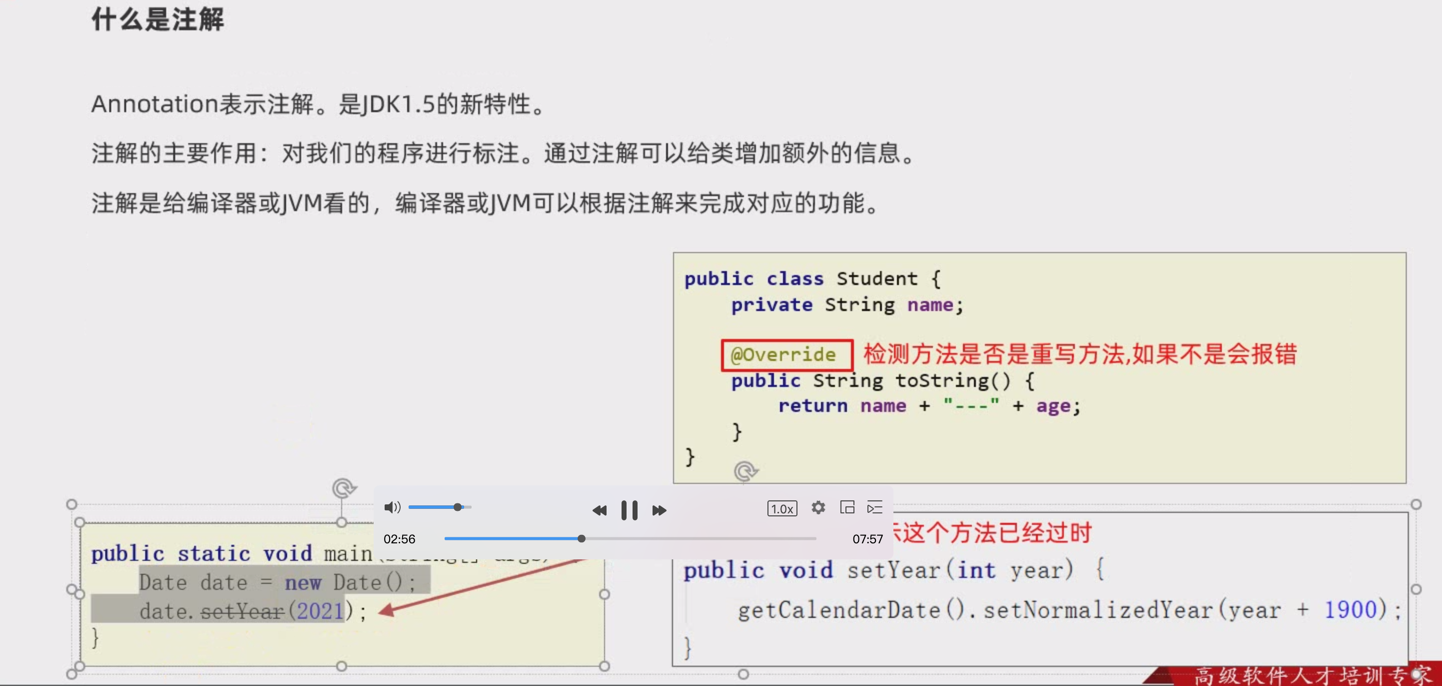 什么是注解
Annotation表示注解。是JDK1.5的新特性。
注解的主要作用：对我们的程序进行标注。通过注解可以给类增加额外的信息。
注解是给编译器或JVM看的，编译器或JVM可以根据注解来完成对应的功能。
public class Student {
private String name;
@Override 检测方法是否是重写方法,如果不是会报错
public String toString() {
return name + "---" + age;
}
}
1.0x
02:56
07:57
public static void main
Date date = new Date();
date.setYear(2021);
}
这个方法已经过时
public void setYear(int year) {
getCalendarDate().setNormalizedYear(year + 1900);
}
高级软件人才培训专家